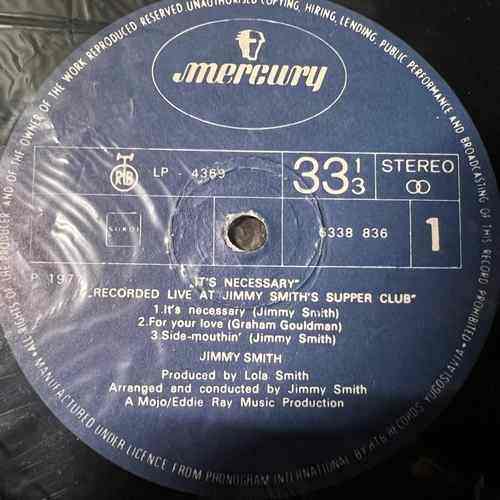 ALL RIGHTS OF THE PRODUCER AND OF THE OWNER OF THE WORK REPRODUCED RESERVED. UNAUTHORISED COPYING, HIRING, LENDING, PUBLIC PERFORMANCE AND BROADCASTING OF THIS RECORD PROHIBITED
mercury
RTB
LP - 4369
33 1/3
STEREO
SOKOJ
6338 836
1
P 197
„IT'S NECESSARY"
„RECORDED LIVE AT JIMMY SMITH'S SUPPER CLUB"
1.It's necessary (Jimmy Smith)
2.For your love (Graham Gouldman)
3.Side-mouthin' (Jimmy Smith)
JIMMY SMITH
Produced by Lola Smith
Arranged and conducted by Jimmy Smith
A Mojo/Eddie Ray Music Production
MANUFACTURED UNDER LICENCE FROM PHONOGRAM INTERNATIONAL BY RTB RECORDS YUGOSLAVIA